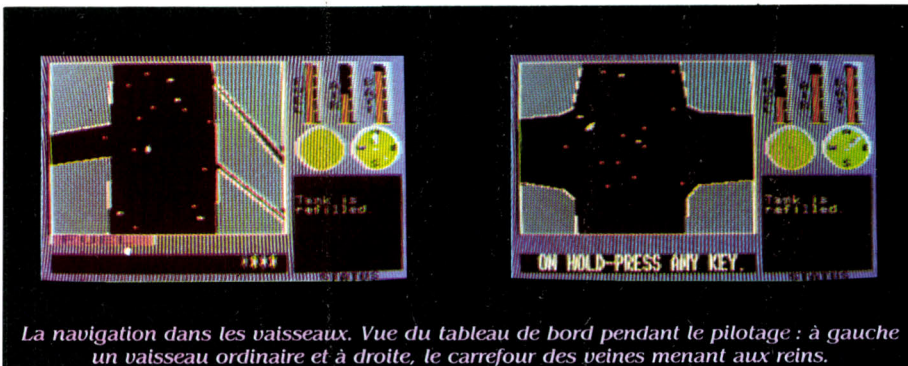 Tank is
refilled.
Tank is
refilled.
ON HOLD-PRESS ANY KEY.
STATUS
La navigation dans les vaisseaux. Vue du tableau de bord pendant le pilotage : à gauche
un vaisseau ordinaire et à droite, le carrefour des veines menant aux reins.